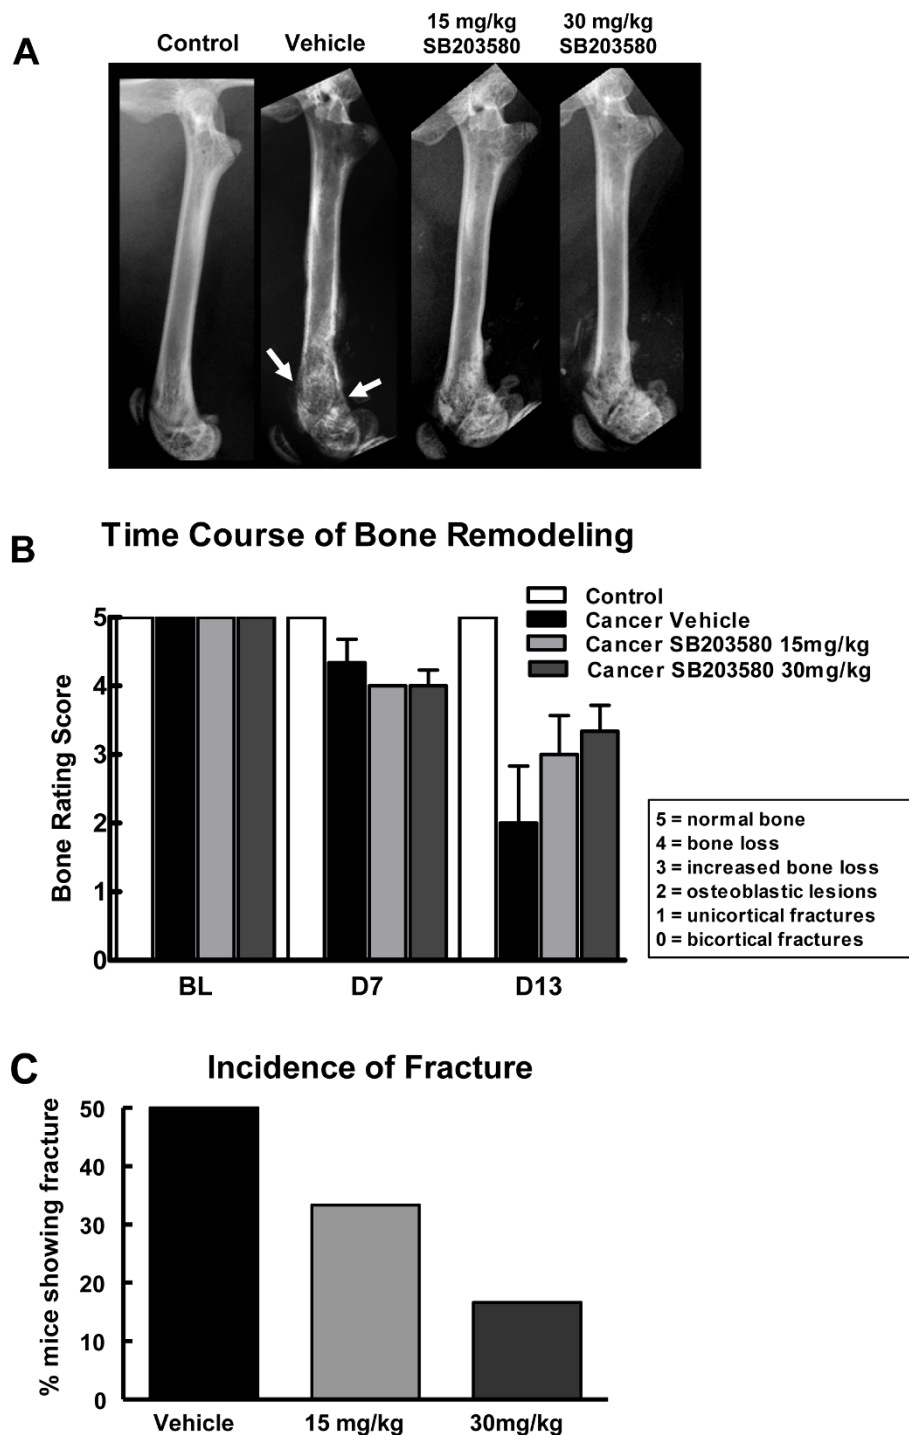 A
Control
Vehicle
15 mg/kg
SB203580
30 mg/kg
SB203580
B
Time Course of Bone Remodeling
Control
Cancer Vehicle
Cancer SB203580 15mg/kg
Cancer SB203580 30mg/kg
Bone Rating Score
5
4
3
2
1
0
BL
D7
D13
5 = normal bone
4 = bone loss
3 = increased bone loss
2 = osteoblastic lesions
1 = unicortical fractures
0 = bicortical fractures
C
Incidence of Fracture
% mice showing fracture
50
40
30
20
10
0
Vehicle
15 mg/kg
30mg/kg